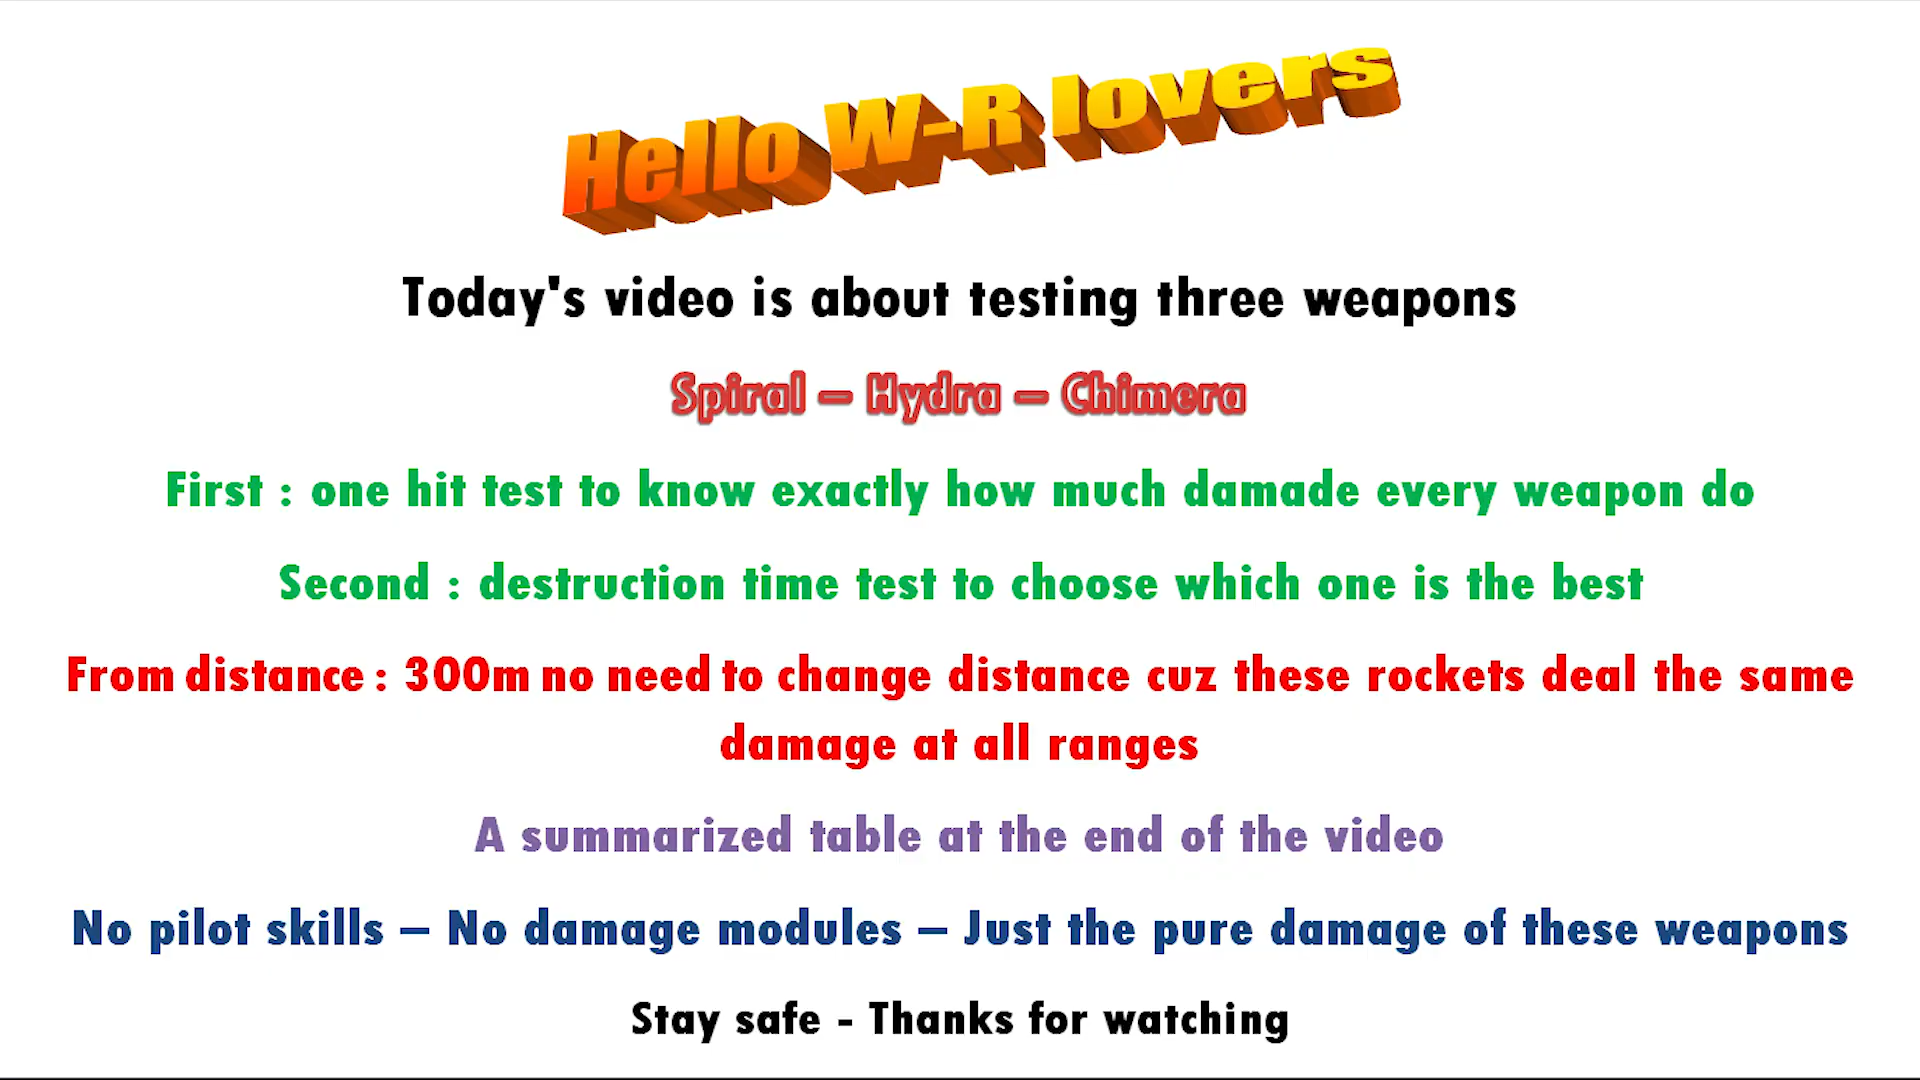 Hello W-R lovers
Today's video is about testing three weapons
Spiral – Hydra – Chimera
First : one hit test to know exactly how much damade every weapon do
Second : destruction time test to choose which one is the best
From distance : 300m no need to change distance cuz these rockets deal the same
damage at all ranges
A summarized table at the end of the video
No pilot skills – No damage modules – Just the pure damage of these weapons
Stay safe - Thanks for watching